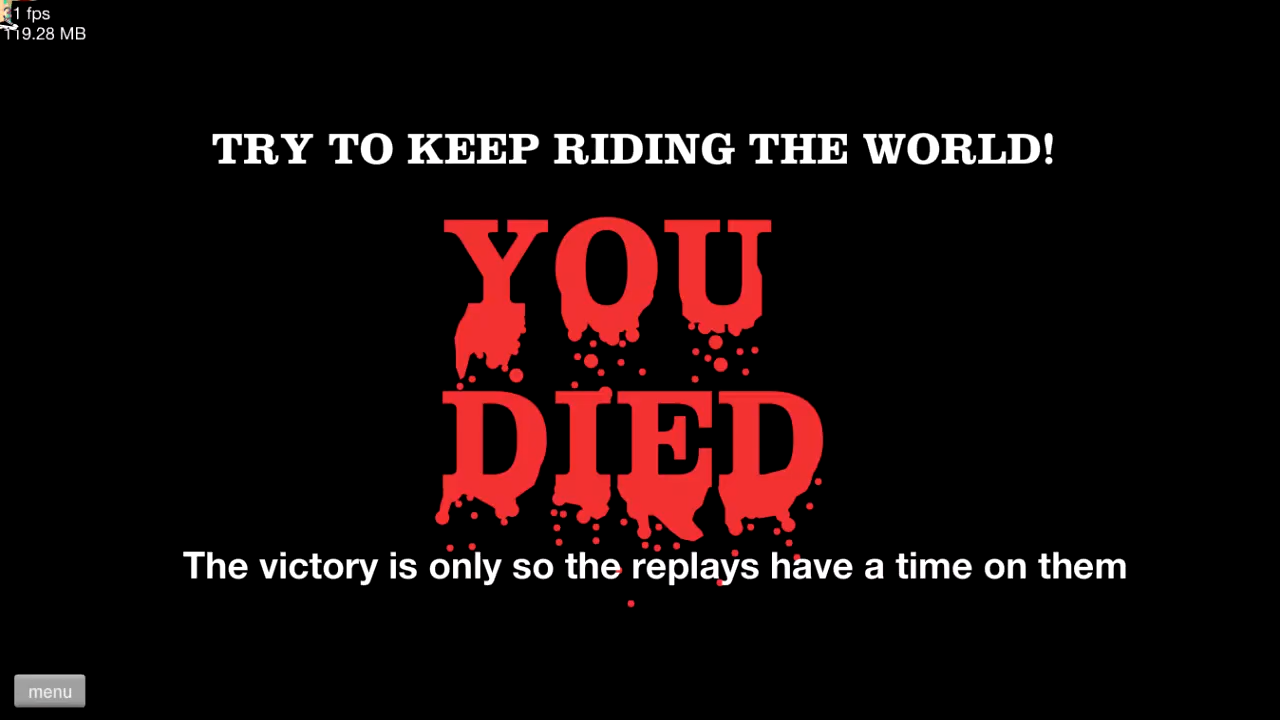 31 fps
119.28 MB
TRY TO KEEP RIDING THE WORLD!
YOU
DIED
The victory is only so the replays have a time on them
menu